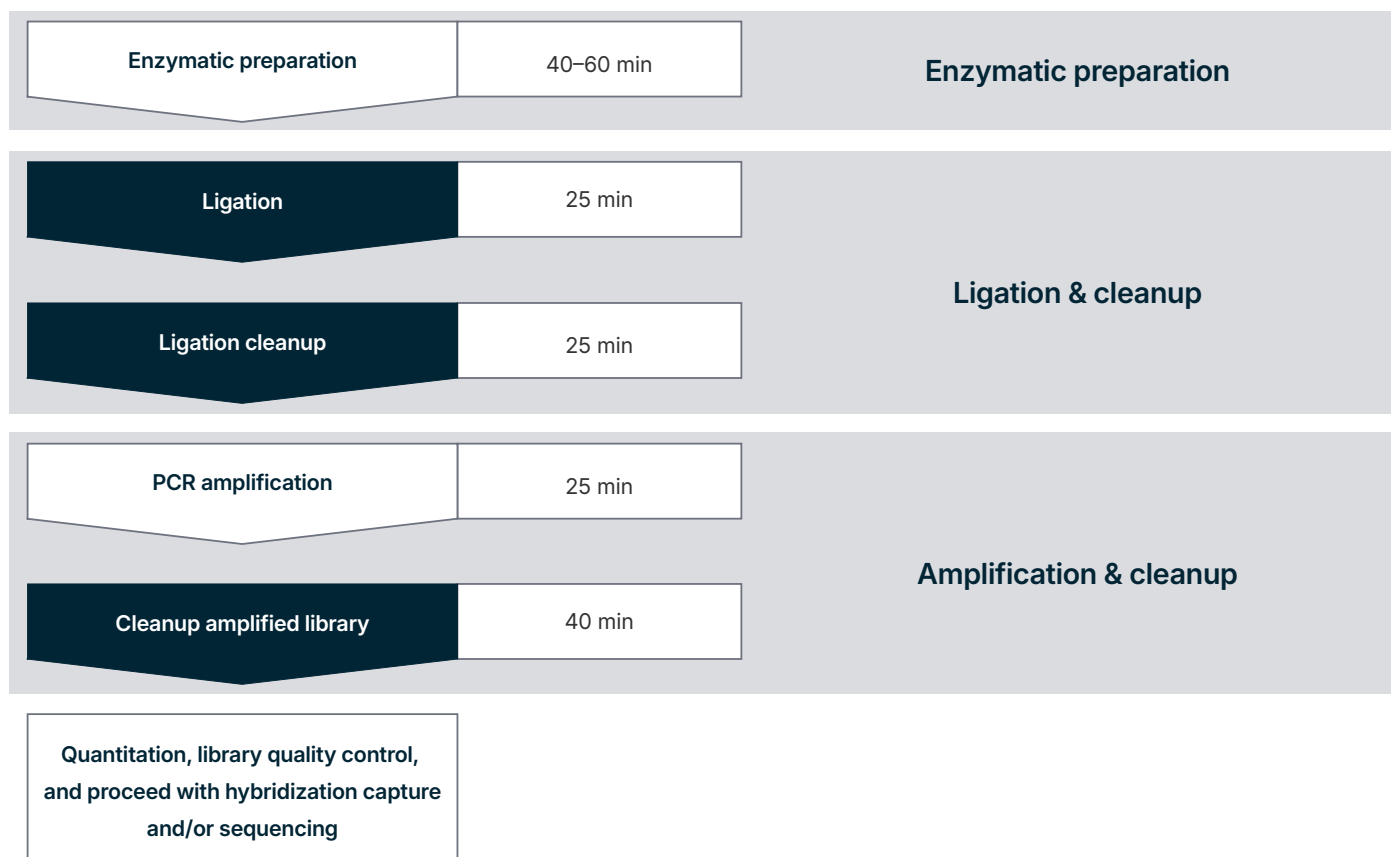 Enzymatic preparation
40–60 min
Enzymatic preparation
Ligation
25 min
Ligation & cleanup
Ligation cleanup
25 min
PCR amplification
25 min
Amplification & cleanup
Cleanup amplified library
40 min
Quantitation, library quality control,
and proceed with hybridization capture
and/or sequencing